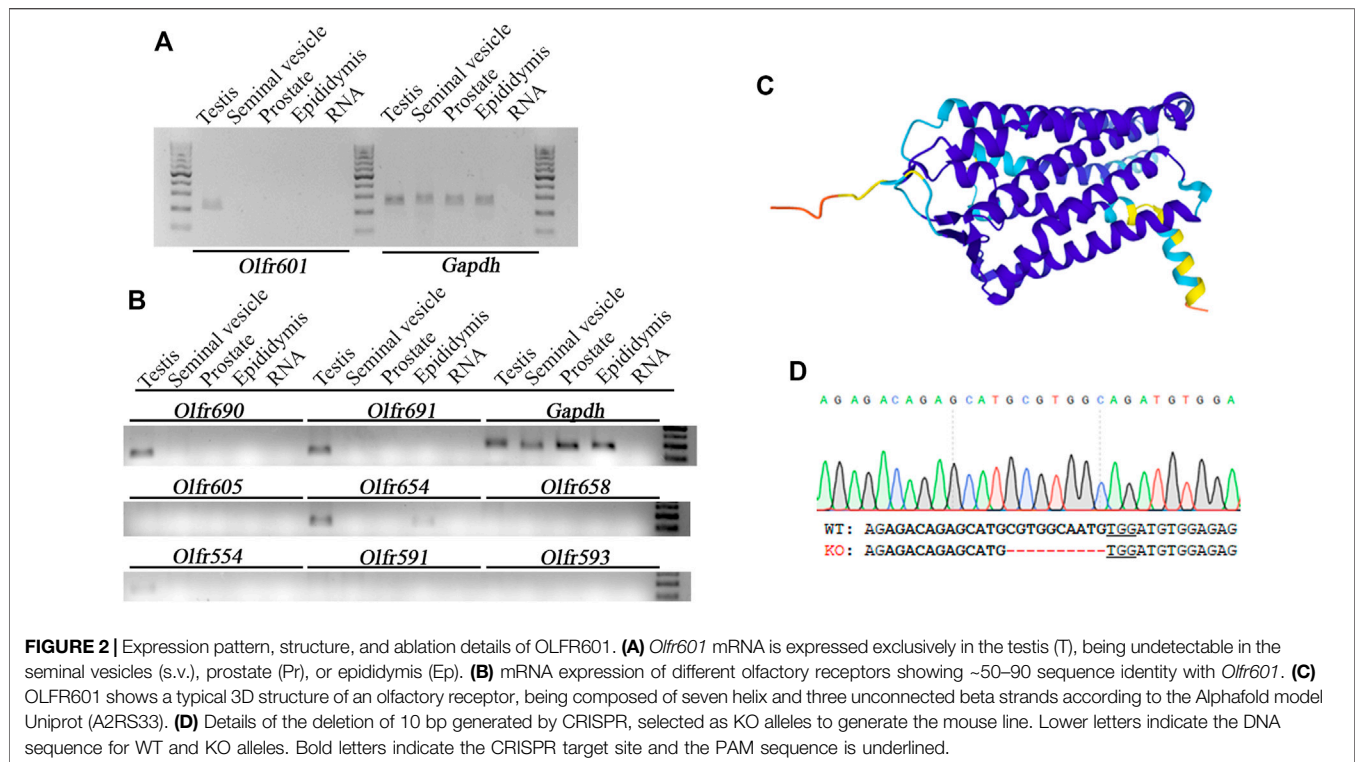 A
Testis
Seminal vesicle
Prostate
Epididymis
RNA
Testis
Seminal vesicle
Prostate
Epididymis
RNA
Olfr601
Gapdh
B
Testis
Seminal vesicle
Prostate
Epididymis
RNA
Testis
Seminal vesicle
Prostate
Epididymis
RNA
Testis
Seminal vesicle
Prostate
Epididymis
RNA
Olfr690
Olfr691
Gapdh
Olfr605
Olfr654
Olfr658
Olfr554
Olfr591
Olfr593
C
D
A G A G A C A G A G C A T G C G T G G C A G A T G T G G A
WT: AGAGACAGAGCATGCGTGGCAATGTGGATGTGGAGAG
KO: AGAGACAGAGCATG----------TGGATGTGGAGAG
FIGURE 2 | Expression pattern, structure, and ablation details of OLFR601. (A) Olfr601 mRNA is expressed exclusively in the testis (T), being undetectable in the
seminal vesicles (s.v.), prostate (Pr), or epididymis (Ep). (B) mRNA expression of different olfactory receptors showing ~50–90 sequence identity with Olfr601. (C)
OLFR601 shows a typical 3D structure of an olfactory receptor, being composed of seven helix and three unconnected beta strands according to the Alphafold model
Uniprot (A2RS33). (D) Details of the deletion of 10 bp generated by CRISPR, selected as KO alleles to generate the mouse line. Lower letters indicate the DNA
sequence for WT and KO alleles. Bold letters indicate the CRISPR target site and the PAM sequence is underlined.